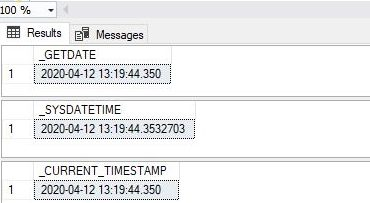 100 %
Results Messages
_GETDATE
1 2020-04-12 13:19:44.350
_SYSDATETIME
1 2020-04-12 13:19:44.3532703
_CURRENT_TIMESTAMP
1 2020-04-12 13:19:44.350